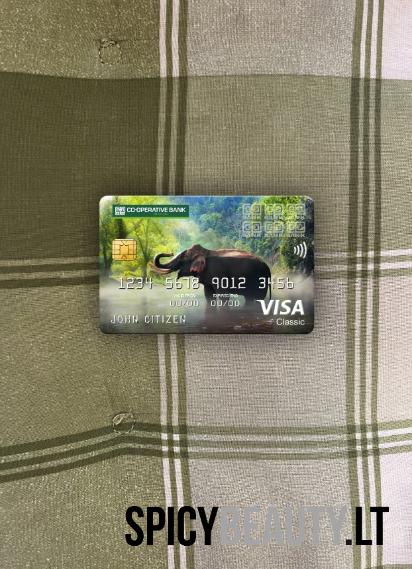 CO-OPERATIVE BANK
1234 5678 9012 3456
00/00 00/00
VISA
JOHN CITIZEN
Classic
SPICYBEAUTY.LT